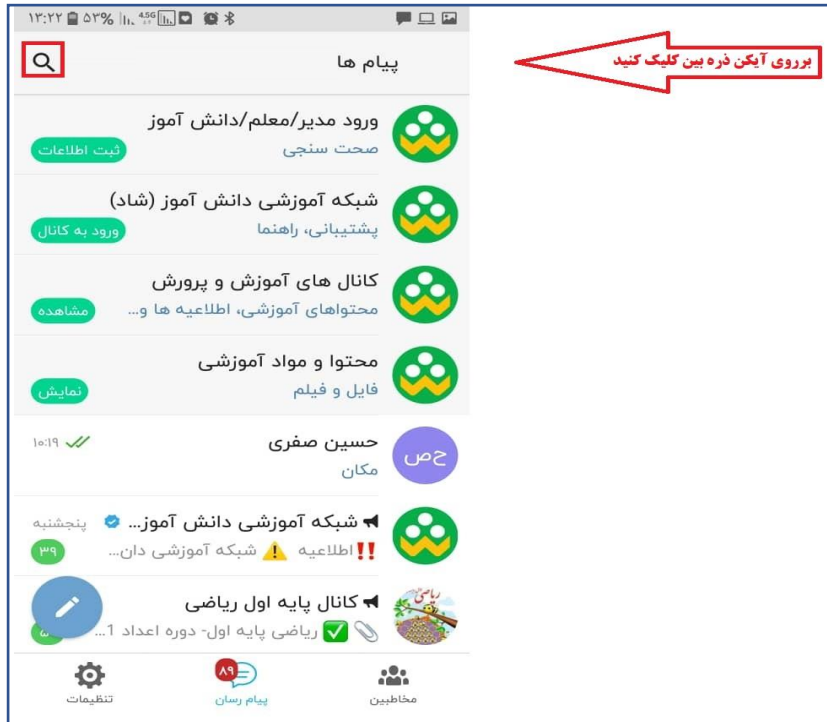 ۱۳:۲۲ ۵۳% 4.5G
پیام ها
برروی آیکن ذره بین کلیک کنید
ورود مدیر/معلم/دانش آموز
صحت سنجی
ثبت اطلاعات
شبکه آموزشی دانش آموز (شاد)
پشتیبانی، راهنما
ورود به کانال
کانال های آموزش و پرورش
محتواهای آموزشی، اطلاعیه ها و...
مشاهده
محتوا و مواد آموزشی
فایل و فیلم
نمایش
ح‌ص
حسین صفری
۱۰:۱۹
مکان
شبکه آموزشی دانش آموز...
پنجشنبه
‼️اطلاعیه ⚠️ شبکه آموزشی دان...
۳۹
ریاضی
کانال پایه اول ریاضی
📎 ✅ ریاضی پایه اول- دوره اعداد 1...
مخاطبین
۸۹
پیام رسان
تنظیمات